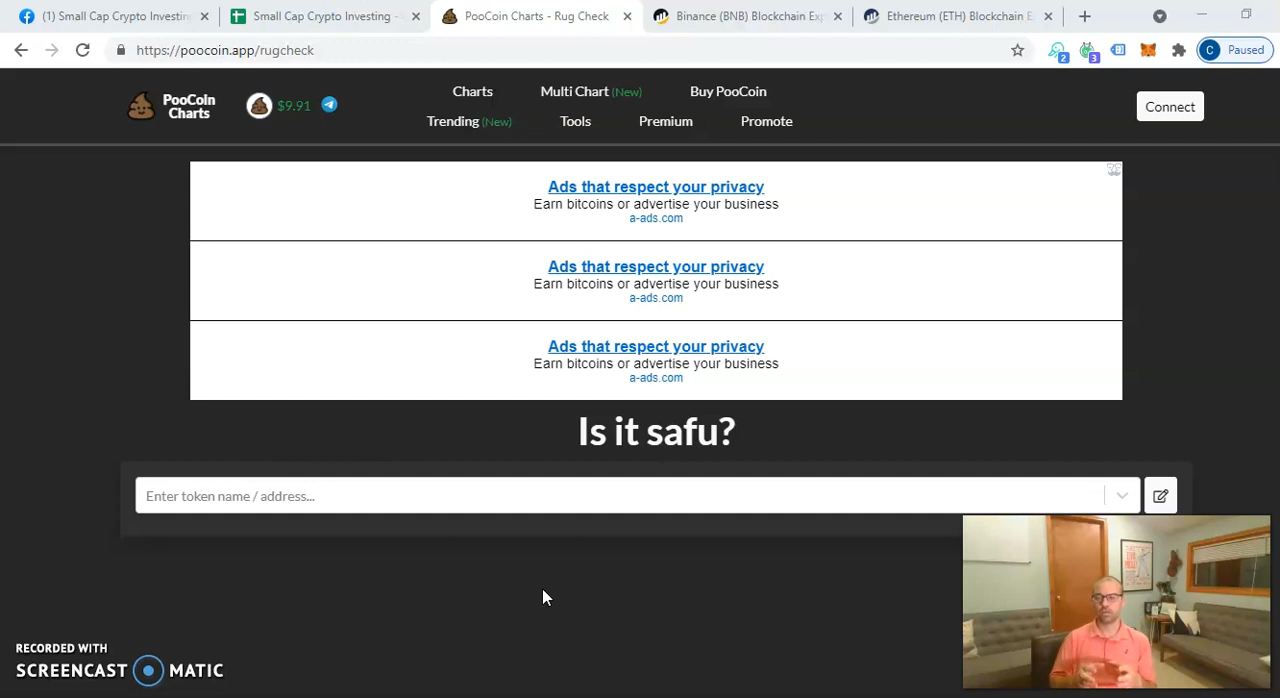 (1) Small Cap Crypto Investin
Small Cap Crypto Investing -
PooCoin Charts - Rug Check
Binance (BNB) Blockchain Exp
Ethereum (ETH) Blockchain E
https://poocoin.app/rugcheck
2
3
C Paused
PooCoin
Charts
$9.91
Charts
Multi Chart (New)
Buy PooCoin
Trending (New)
Tools
Premium
Promote
Connect
Ads that respect your privacy
Earn bitcoins or advertise your business
a-ads.com
Ads that respect your privacy
Earn bitcoins or advertise your business
a-ads.com
Ads that respect your privacy
Earn bitcoins or advertise your business
a-ads.com
Is it safu?
Enter token name / address...
RECORDED WITH
SCREENCAST MATIC